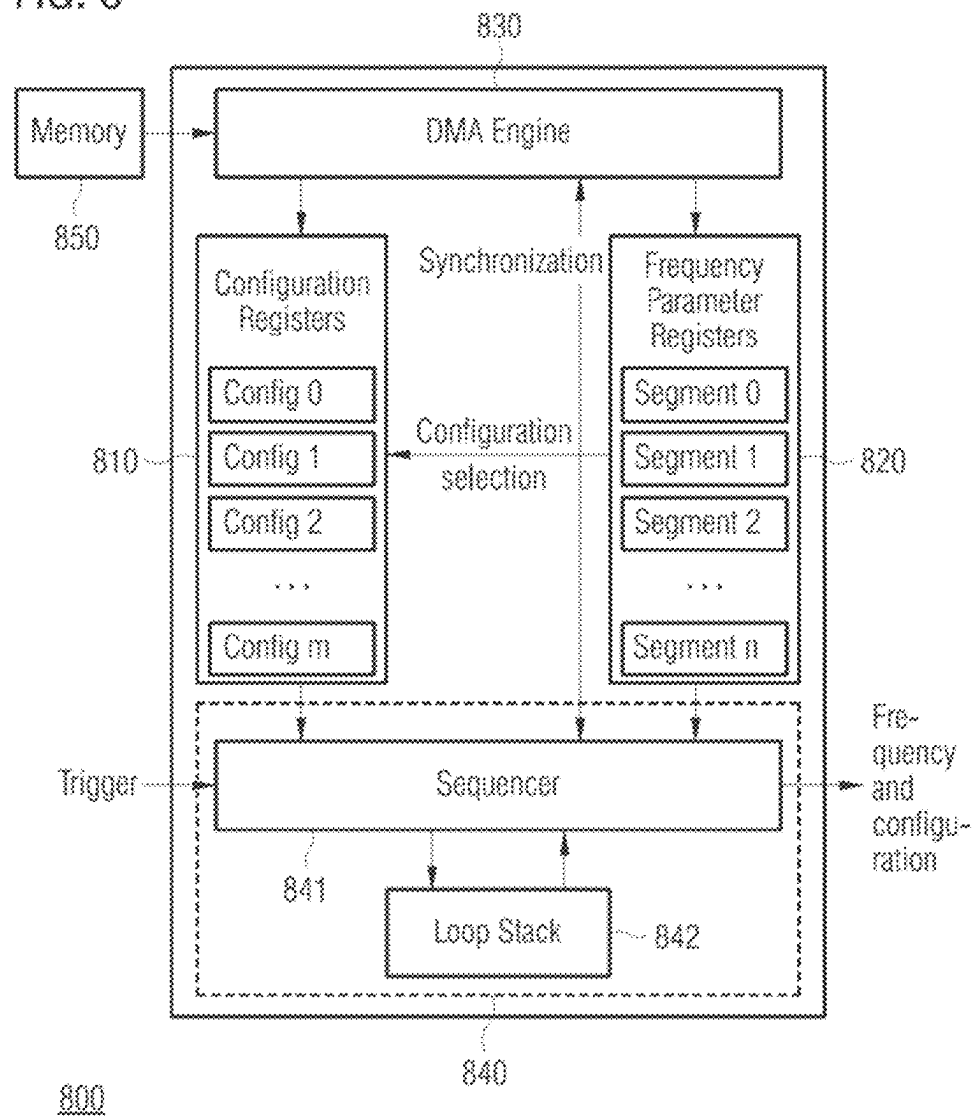 830
Memory
DMA Engine
850
Synchronization
Configuration
Registers
Frequency
Parameter
Registers
Config 0
Segment 0
810
Config 1
Configuration
selection
Segment 1
820
Config 2
Segment 2
...
...
Config m
Segment n
Trigger
Sequencer
Fre-
quency
and
configu-
ration
841
Loop Stack
842
840
800